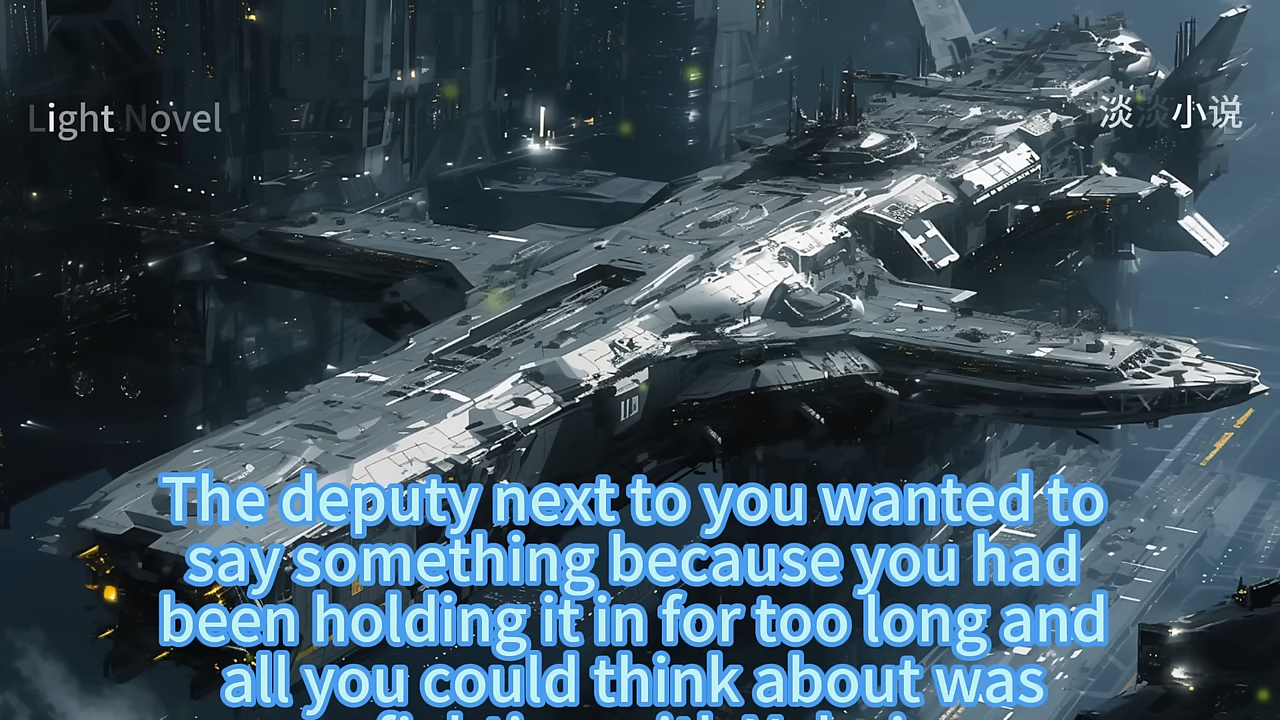 Light Novel
淡淡小说
The deputy next to you wanted to
say something because you had
been holding it in for too long and
all you could think about was